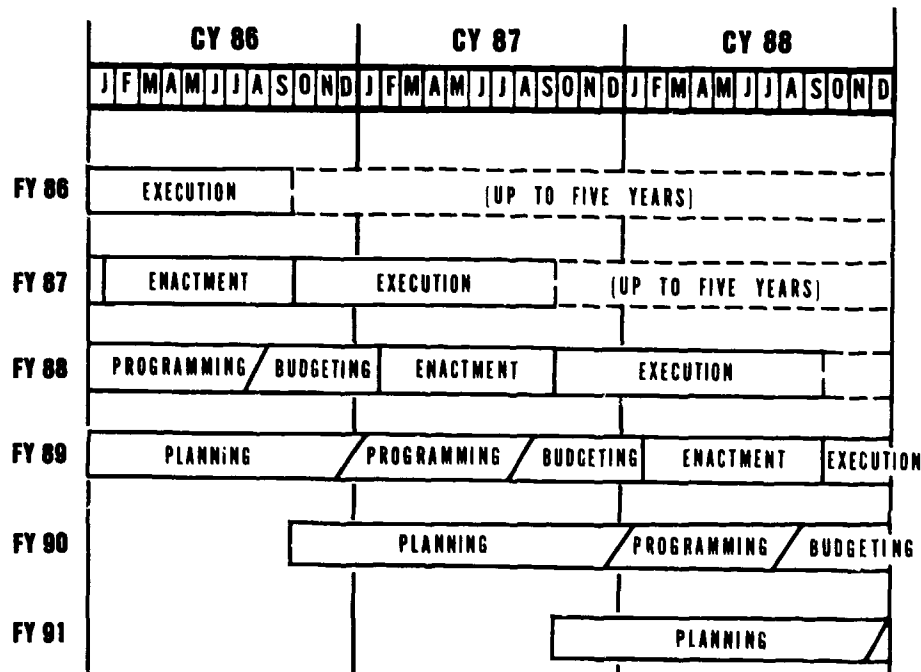 CY 86 CY 87 CY 88
J F M A M J J A S O N D J F M A M J J A S O N D J F M A M J J A S O N D
FY 86 EXECUTION (UP TO FIVE YEARS)
FY 87 ENACTMENT EXECUTION (UP TO FIVE YEARS)
FY 88 PROGRAMMING BUDGETING ENACTMENT EXECUTION
FY 89 PLANNiNG PROGRAMMING BUDGETING ENACTMENT EXECUTION
FY 90 PLANNING PROGRAMMING BUDGETING
FY 91 PLANNING